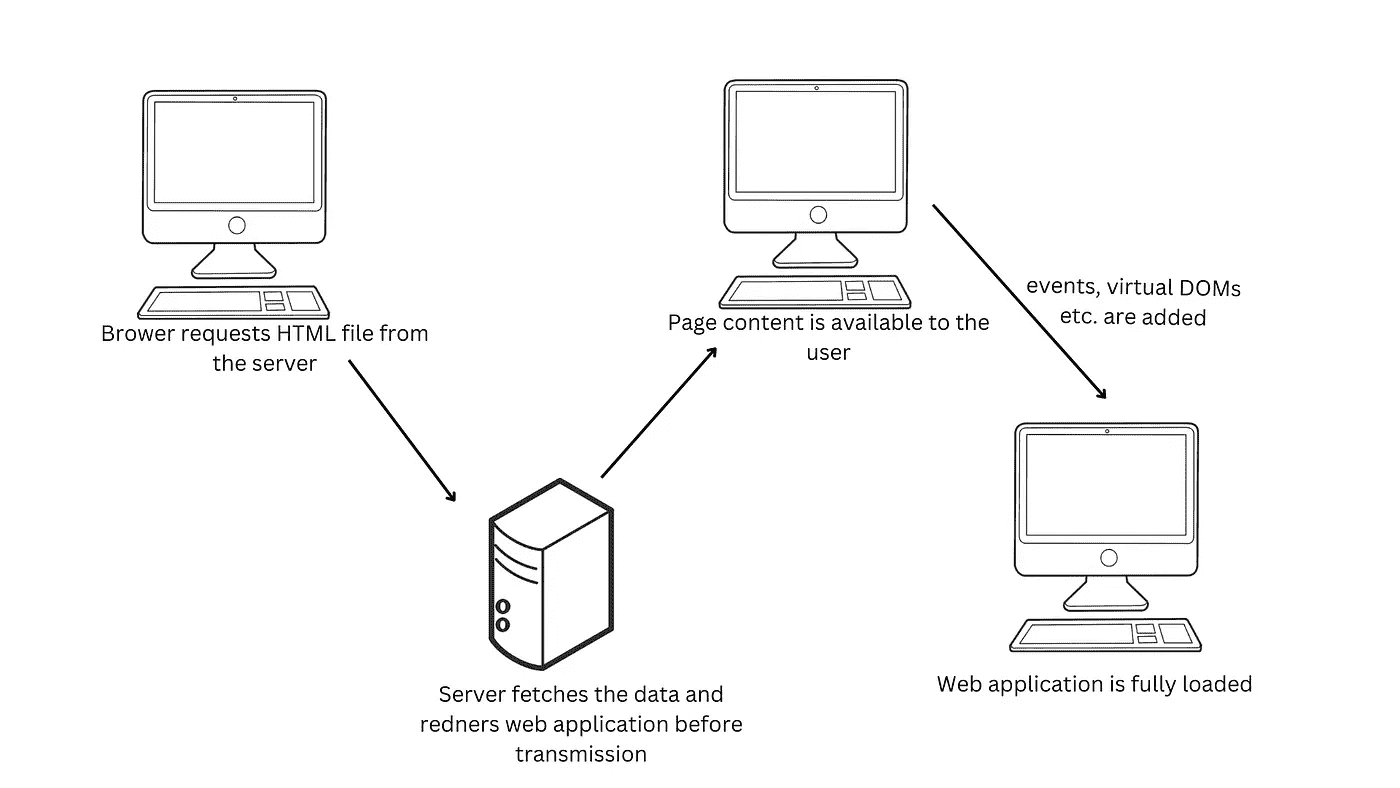 Brower requests HTML file from
the server
Page content is available to the
user
events, virtual DOMs
etc. are added
Server fetches the data and
redners web application before
transmission
Web application is fully loaded